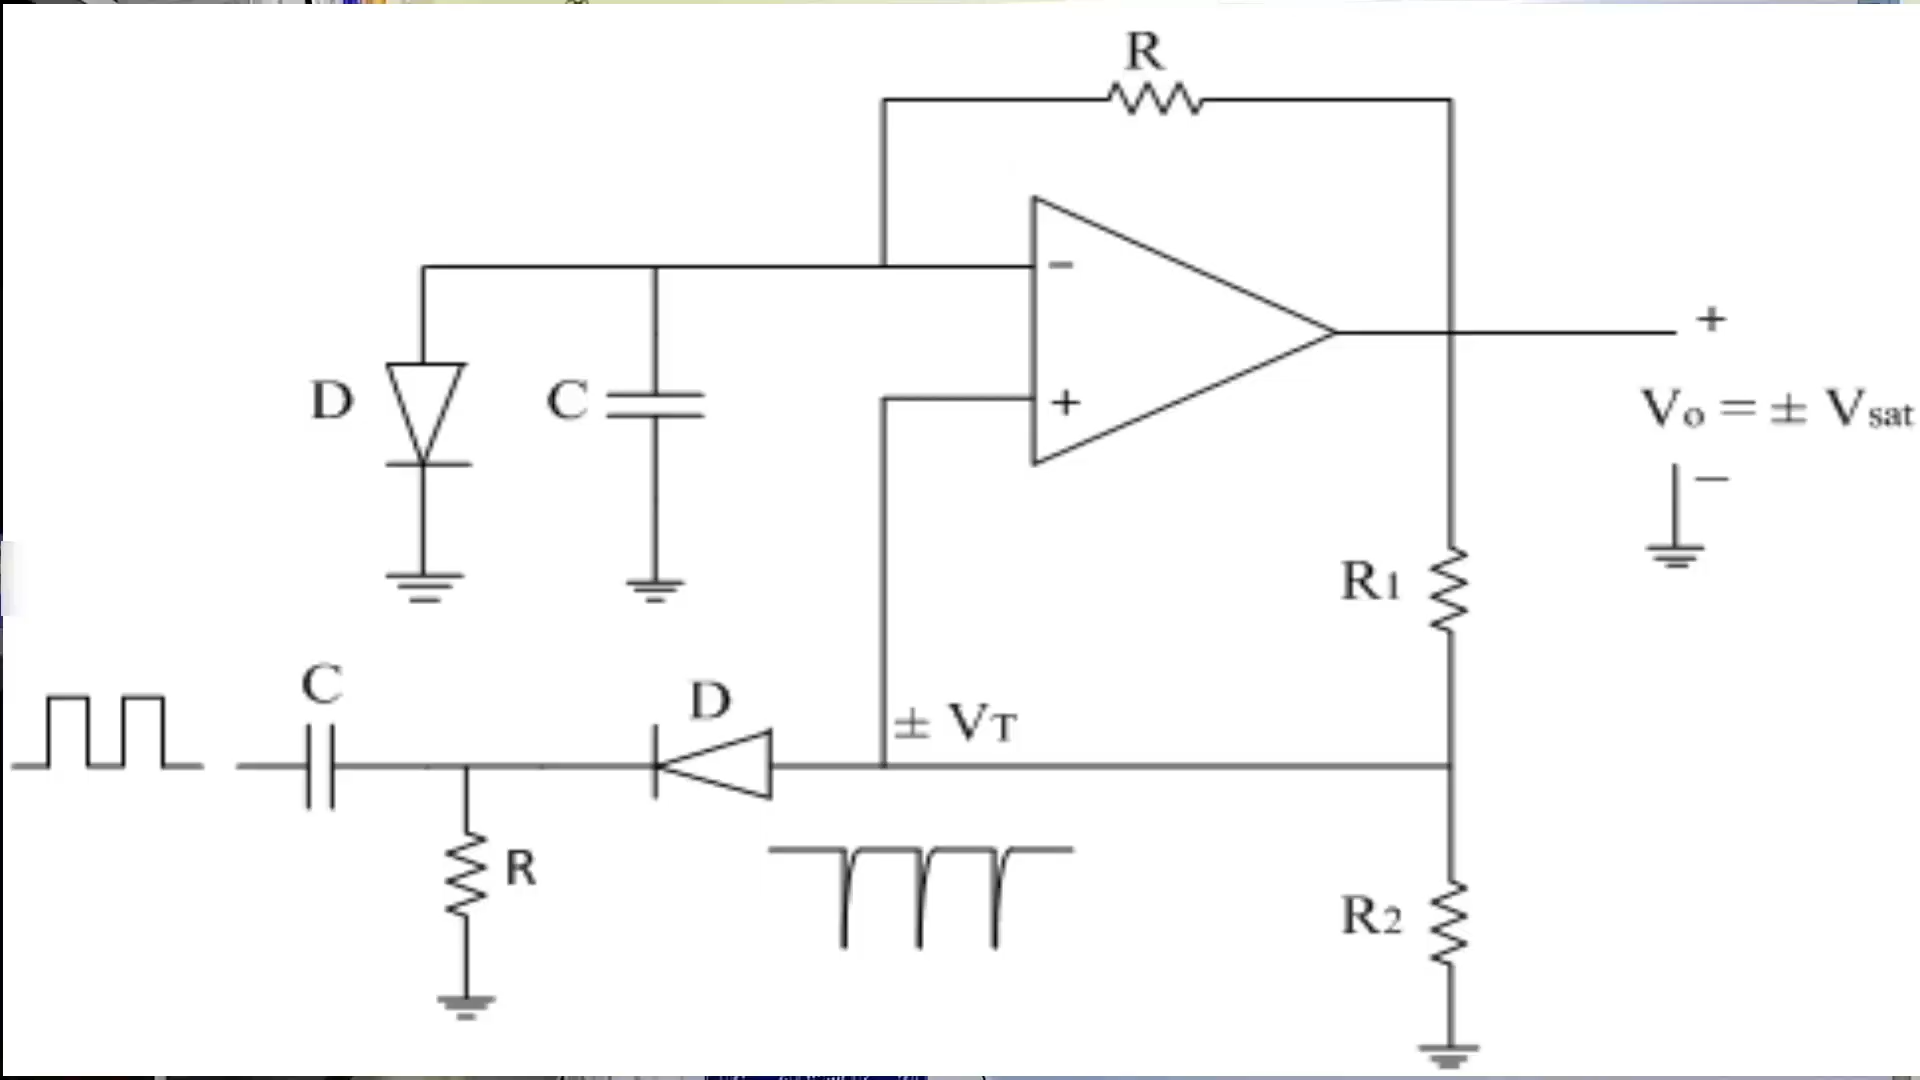 R
−
+
D
C
+
Vo = ± Vsat
−
R1
C
D
± VT
R
R2